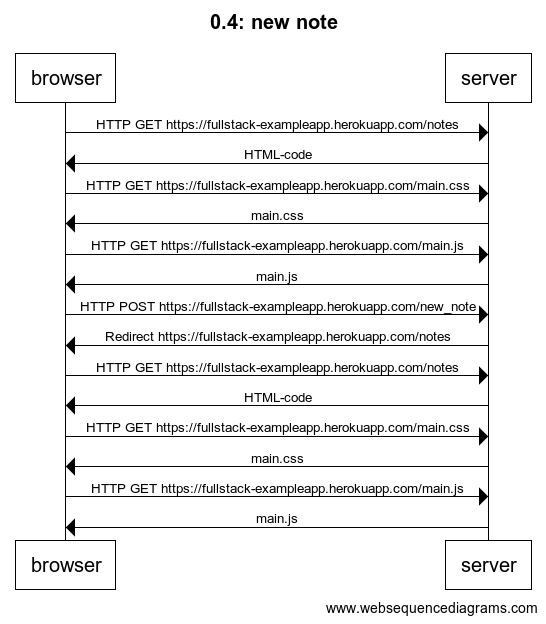 0.4: new note
browser server
HTTP GET https://fullstack-exampleapp.herokuapp.com/notes
HTML-code
HTTP GET https://fullstack-exampleapp.herokuapp.com/main.css
main.css
HTTP GET https://fullstack-exampleapp.herokuapp.com/main.js
main.js
HTTP POST https://fullstack-exampleapp.herokuapp.com/new_note
Redirect https://fullstack-exampleapp.herokuapp.com/notes
HTTP GET https://fullstack-exampleapp.herokuapp.com/notes
HTML-code
HTTP GET https://fullstack-exampleapp.herokuapp.com/main.css
main.css
HTTP GET https://fullstack-exampleapp.herokuapp.com/main.js
main.js
browser server
www.websequencediagrams.com